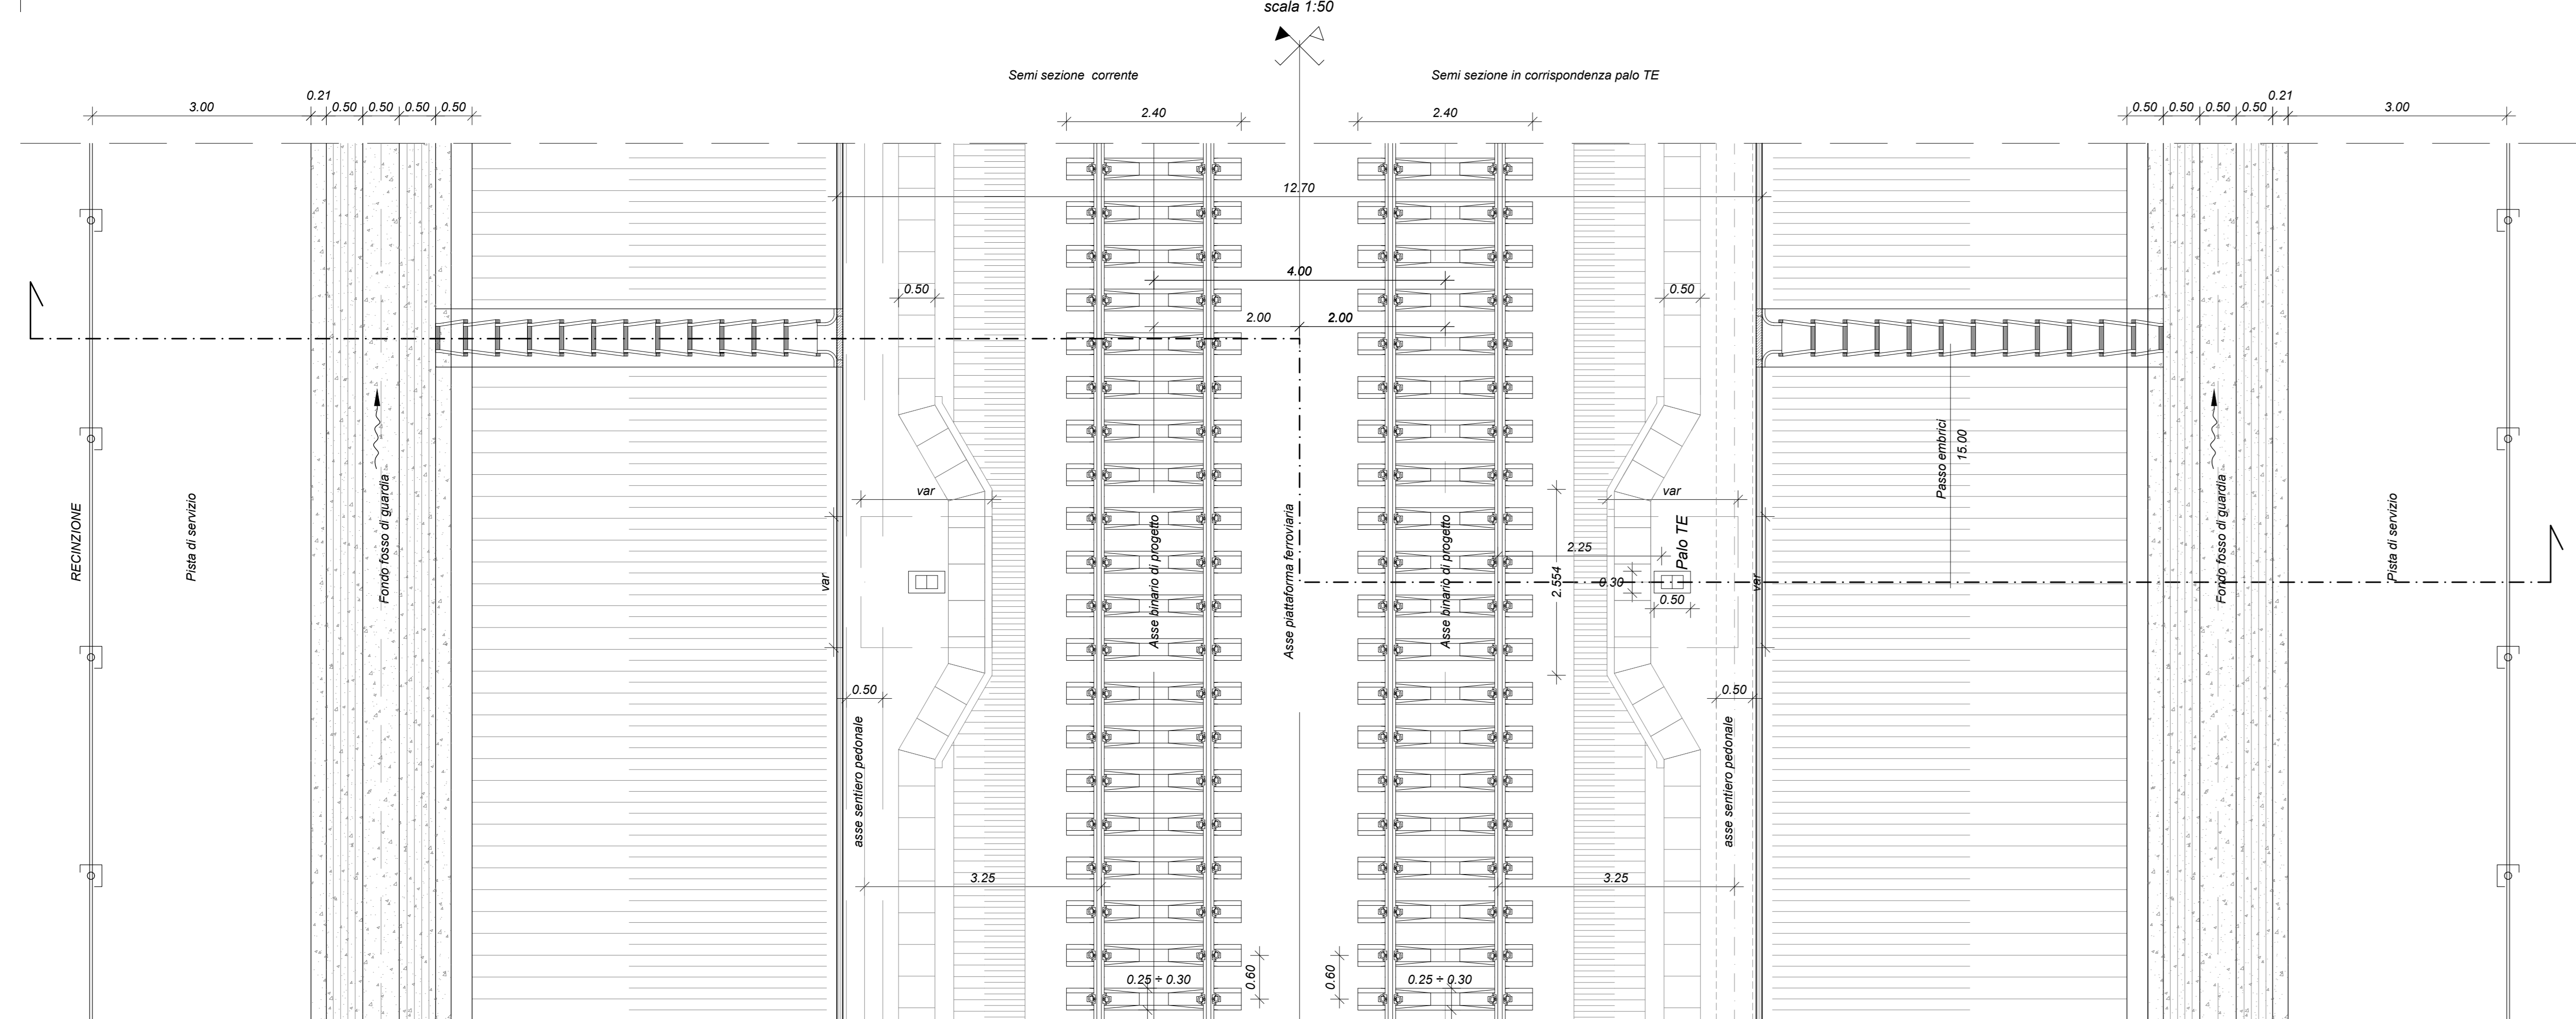 scala 1:50
Semi sezione corrente
Semi sezione in corrispondenza palo TE
3.00
0.21
0.50
0.50
0.50
0.50
2.40
2.40
0.50
0.50
0.50
0.50
0.21
3.00
12.70
4.00
0.50
0.50
2.00
2.00
RECINZIONE
Pista di servizio
Fondo fosso di guardia
var
var
asse sentiero pedonale
0.50
3.25
Asse binario di progetto
Asse piattaforma ferroviaria
Asse binario di progetto
2.25
2.554
0.30
0.50
Palo TE
var
var
0.50
asse sentiero pedonale
3.25
Passo embrici
15.00
Fondo fosso di guardia
Pista di servizio
0.25 ÷ 0.30
0.60
0.60
0.25 ÷ 0.30